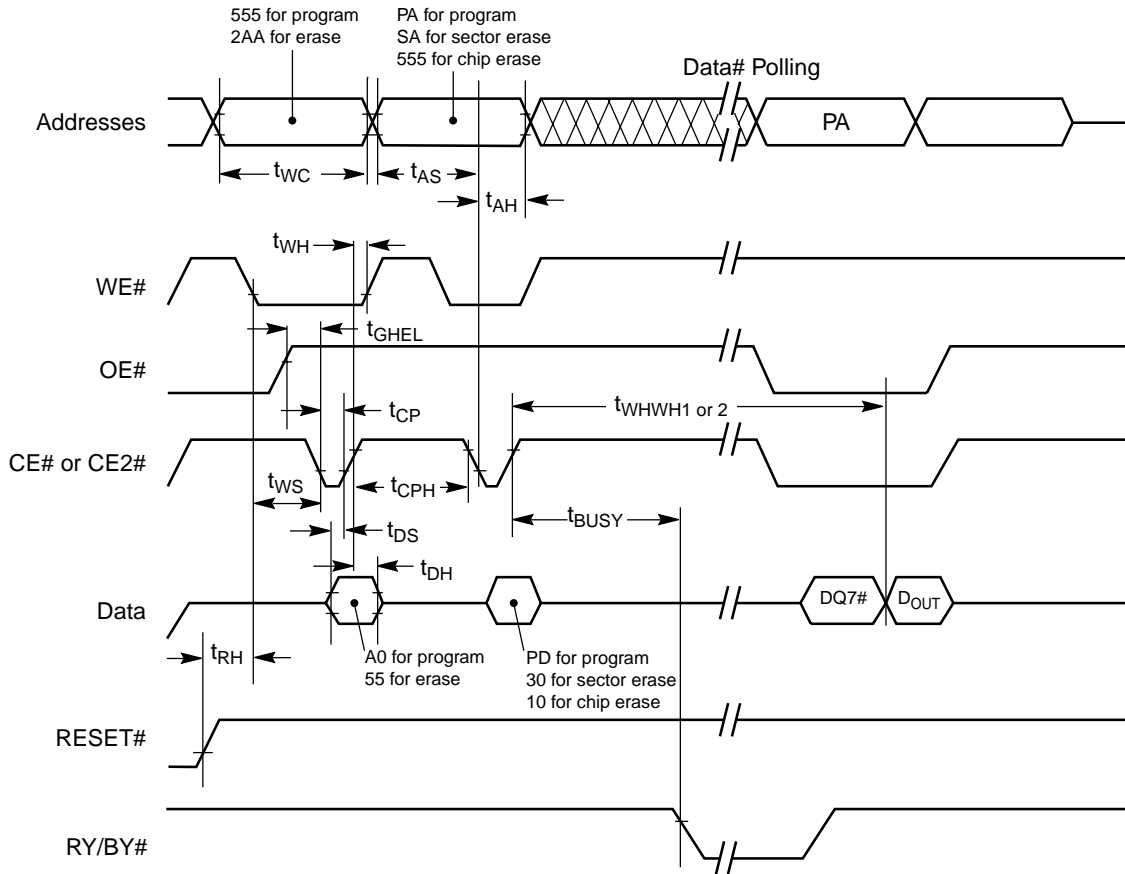 555 for program
2AA for erase
PA for program
SA for sector erase
555 for chip erase
Data# Polling
Addresses
PA
tWC
tAS
tAH
tWH
WE#
tGHEL
OE#
tWHWH1 or 2
tCP
CE# or CE2#
tWS
tCPH
tBUSY
tDS
tDH
Data
DQ7#
DOUT
tRH
A0 for program
55 for erase
PD for program
30 for sector erase
10 for chip erase
RESET#
RY/BY#